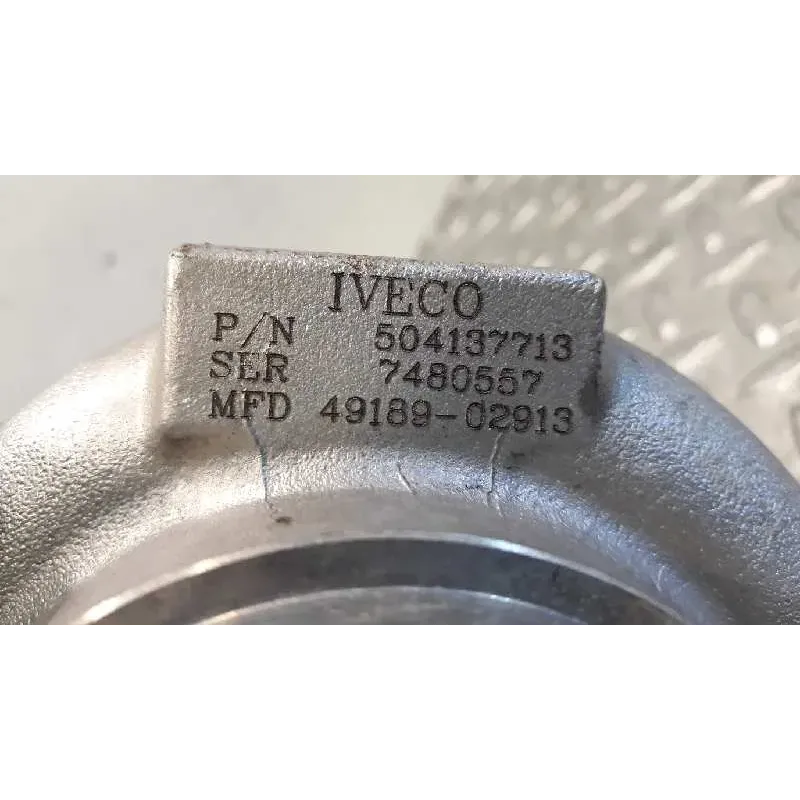 IVECO
P/N 504137713
SER 7480557
MFD 49189-02913